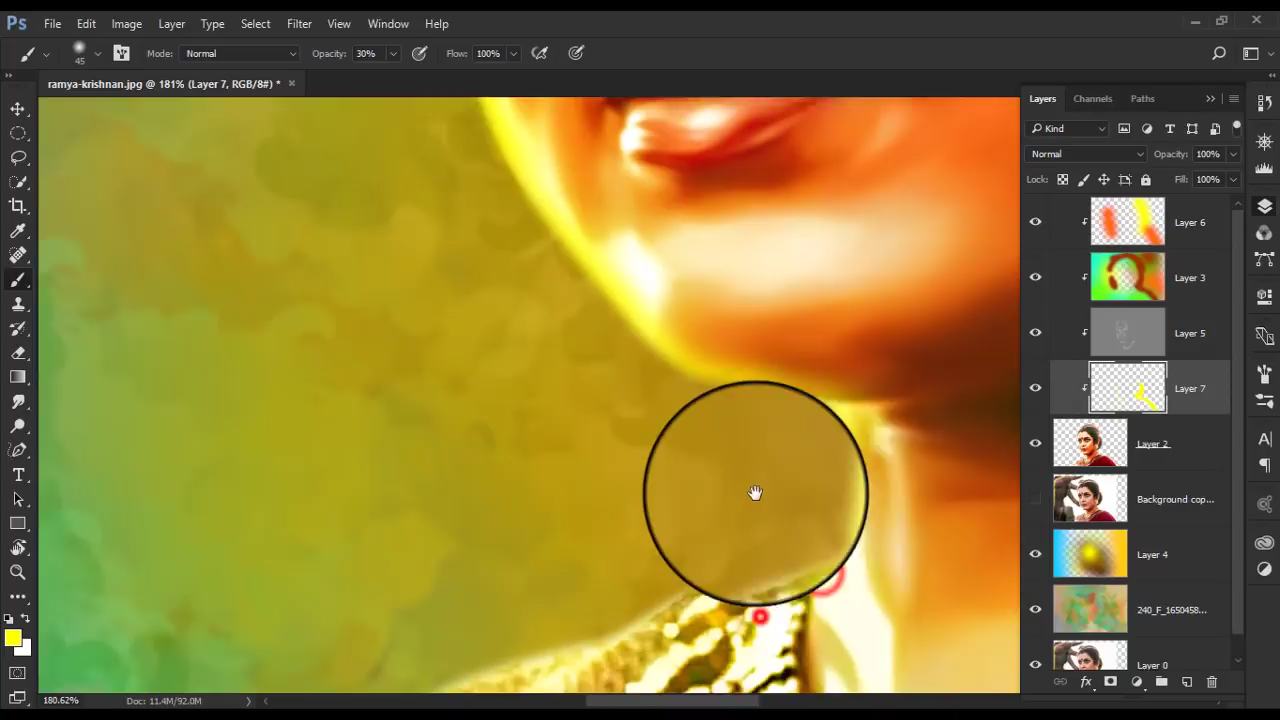 Ps File Edit Image Layer Type Select Filter View Window Help
45 Mode: Normal Opacity: 30% Flow: 100%
ramya-krishnan.jpg @ 181% (Layer 7, RGB/8#) * ×
Layers Channels Paths
Kind
Normal Opacity: 100%
Lock: Fill: 100%
Layer 6
Layer 3
Layer 5
Layer 7
Layer 2
Background cop...
Layer 4
240_F_1650458...
Layer 0
180.62% Doc: 11.4M/92.0M